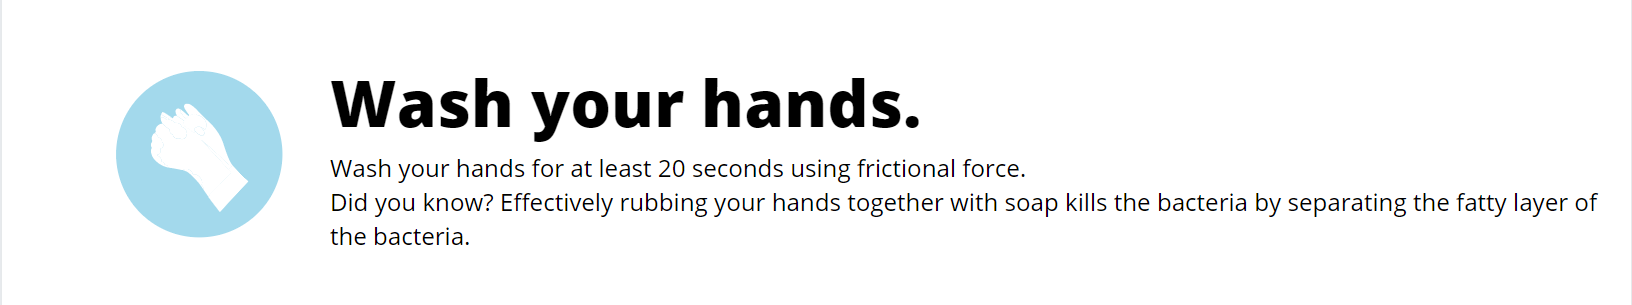 Wash your hands.
Wash your hands for at least 20 seconds using frictional force.
Did you know? Effectively rubbing your hands together with soap kills the bacteria by separating the fatty layer of
the bacteria.